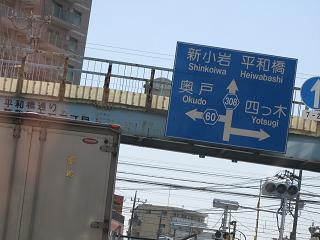 新小岩 平和橋
Shinkoiwa Heiwabashi
奥戸
Okudo
308
四つ木
Yotsugi
60
平和橋通り